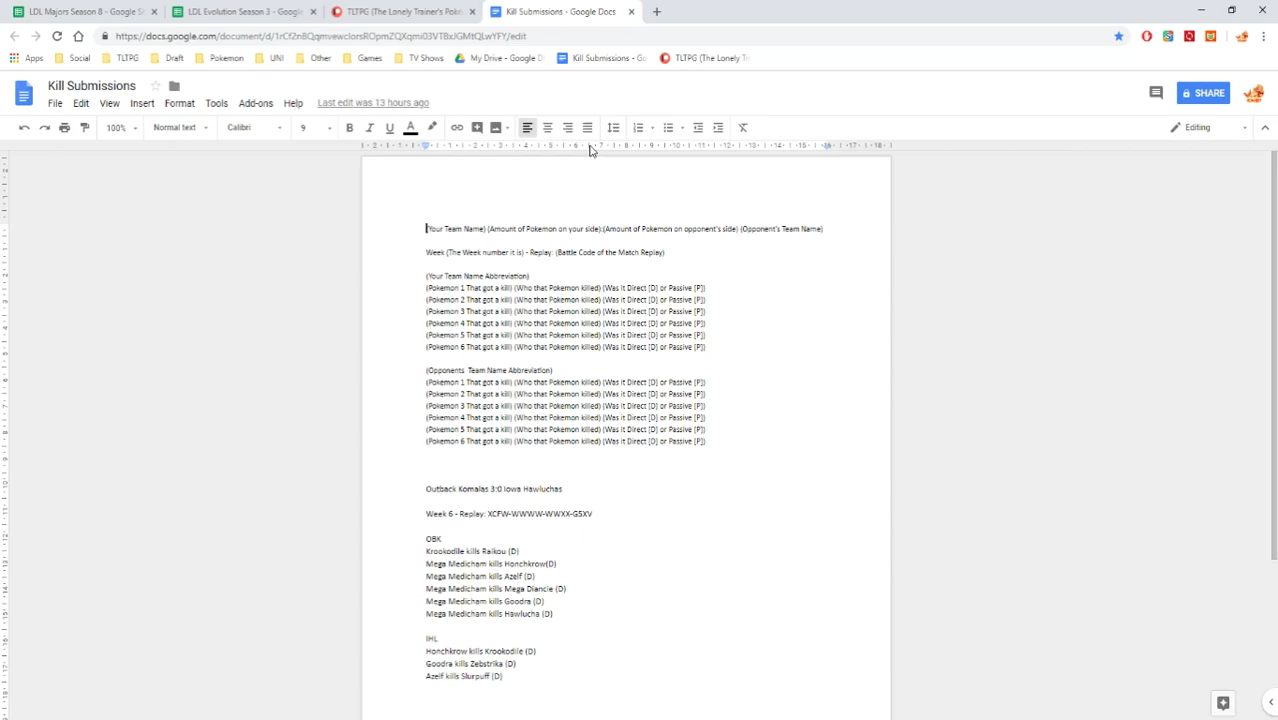 LDL Majors Season 8 - Google S
LDL Evolution Season 3 - Google
TLTPG (The Lonely Trainer's Poke
Kill Submissions - Google Docs
https://docs.google.com/document/d/1rCf2n8QqmvewclorsROpmZQXqmi03VTBxJGMtQLwYFY/edit
Apps
Social
TLTPG
Draft
Pokemon
UNI
Other
Games
TV Shows
My Drive - Google D
Kill Submissions - Go
TLTPG (The Lonely Tr
Kill Submissions
File Edit View Insert Format Tools Add-ons Help Last edit was 13 hours ago
SHARE
100% Normal text Calibri 9 B I U A Editing
(Your Team Name) (Amount of Pokemon on your side):(Amount of Pokemon on opponent's side) (Opponent's Team Name)
Week (The Week number it is) - Replay: (Battle Code of the Match Replay)
(Your Team Name Abbreviation)
(Pokemon 1 That got a kill) (Who that Pokemon killed) (Was it Direct [D] or Passive [P])
(Pokemon 2 That got a kill) (Who that Pokemon killed) (Was it Direct [D] or Passive [P])
(Pokemon 3 That got a kill) (Who that Pokemon killed) (Was it Direct [D] or Passive [P])
(Pokemon 4 That got a kill) (Who that Pokemon killed) (Was it Direct [D] or Passive [P])
(Pokemon 5 That got a kill) (Who that Pokemon killed) (Was it Direct [D] or Passive [P])
(Pokemon 6 That got a kill) (Who that Pokemon killed) (Was it Direct [D] or Passive [P])
(Opponents Team Name Abbreviation)
(Pokemon 1 That got a kill) (Who that Pokemon killed) (Was it Direct [D] or Passive [P])
(Pokemon 2 That got a kill) (Who that Pokemon killed) (Was it Direct [D] or Passive [P])
(Pokemon 3 That got a kill) (Who that Pokemon killed) (Was it Direct [D] or Passive [P])
(Pokemon 4 That got a kill) (Who that Pokemon killed) (Was it Direct [D] or Passive [P])
(Pokemon 5 That got a kill) (Who that Pokemon killed) (Was it Direct [D] or Passive [P])
(Pokemon 6 That got a kill) (Who that Pokemon killed) (Was it Direct [D] or Passive [P])
Outback Komalas 3:0 Iowa Hawluchas
Week 6 - Replay: XCFW-WWWW-WWXX-G5XV
OBK
Krookodile kills Raikou (D)
Mega Medicham kills Honchkrow(D)
Mega Medicham kills Azelf (D)
Mega Medicham kills Mega Diancie (D)
Mega Medicham kills Goodra (D)
Mega Medicham kills Hawlucha (D)
IHL
Honchkrow kills Krookodile (D)
Goodra kills Zebstrika (D)
Azelf kills Slurpuff (D)